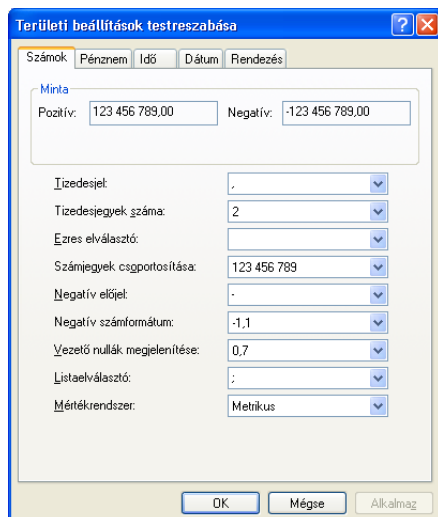 Területi beállítások testreszabása
Számok Pénznem Idő Dátum Rendezés
Minta
Pozitív: 123 456 789,00 Negatív: -123 456 789,00
Tizedesjel: ,
Tizedesjegyek száma: 2
Ezres elválasztó:
Számjegyek csoportosítása: 123 456 789
Negatív előjel: -
Negatív számformátum: -1,1
Vezető nullák megjelenítése: 0,7
Listaelválasztó: ;
Mértékrendszer: Metrikus
OK Mégse Alkalmaz